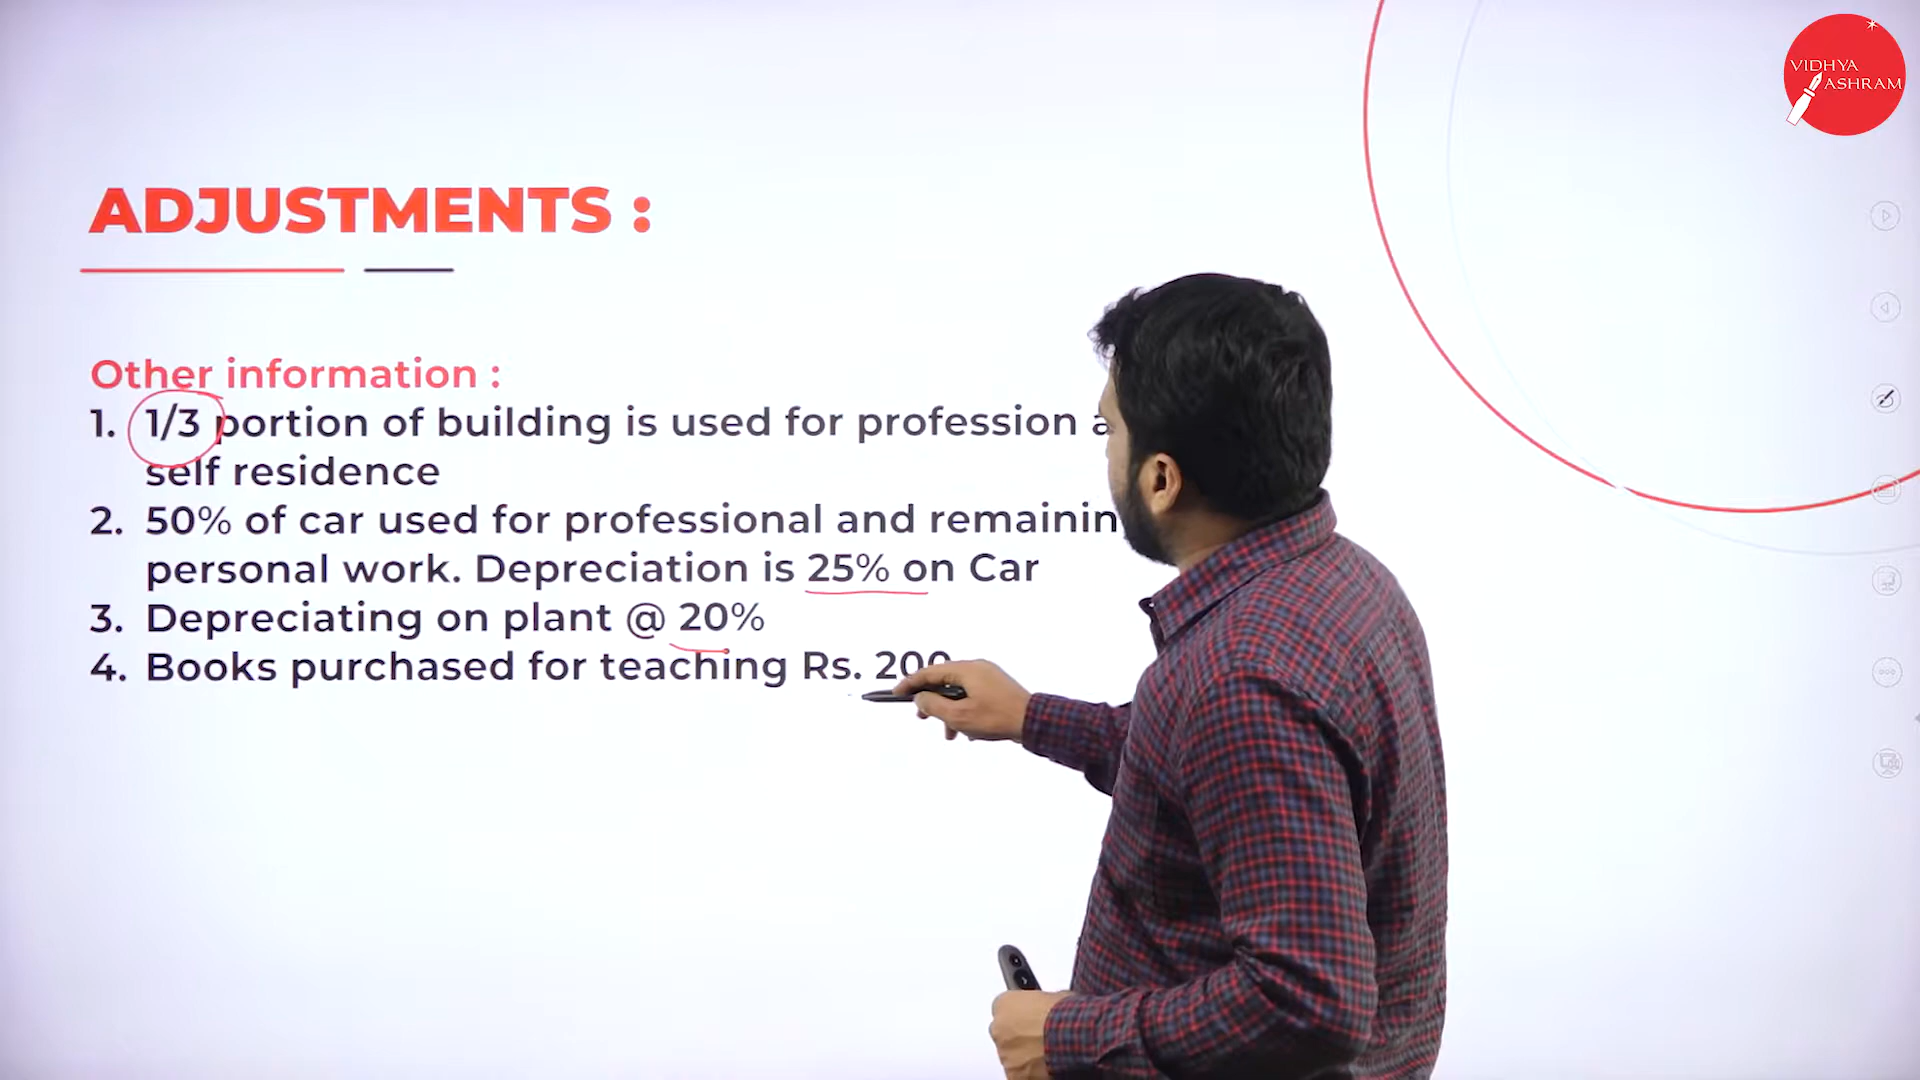 VIDHYA
ASHRAM
ADJUSTMENTS :
Other information :
1. 1/3 portion of building is used for profession
self residence
2. 50% of car used for professional and
personal work. Depreciation is 25% on Car
3. Depreciating on plant @ 20%
4. Books purchased for teaching Rs. 200